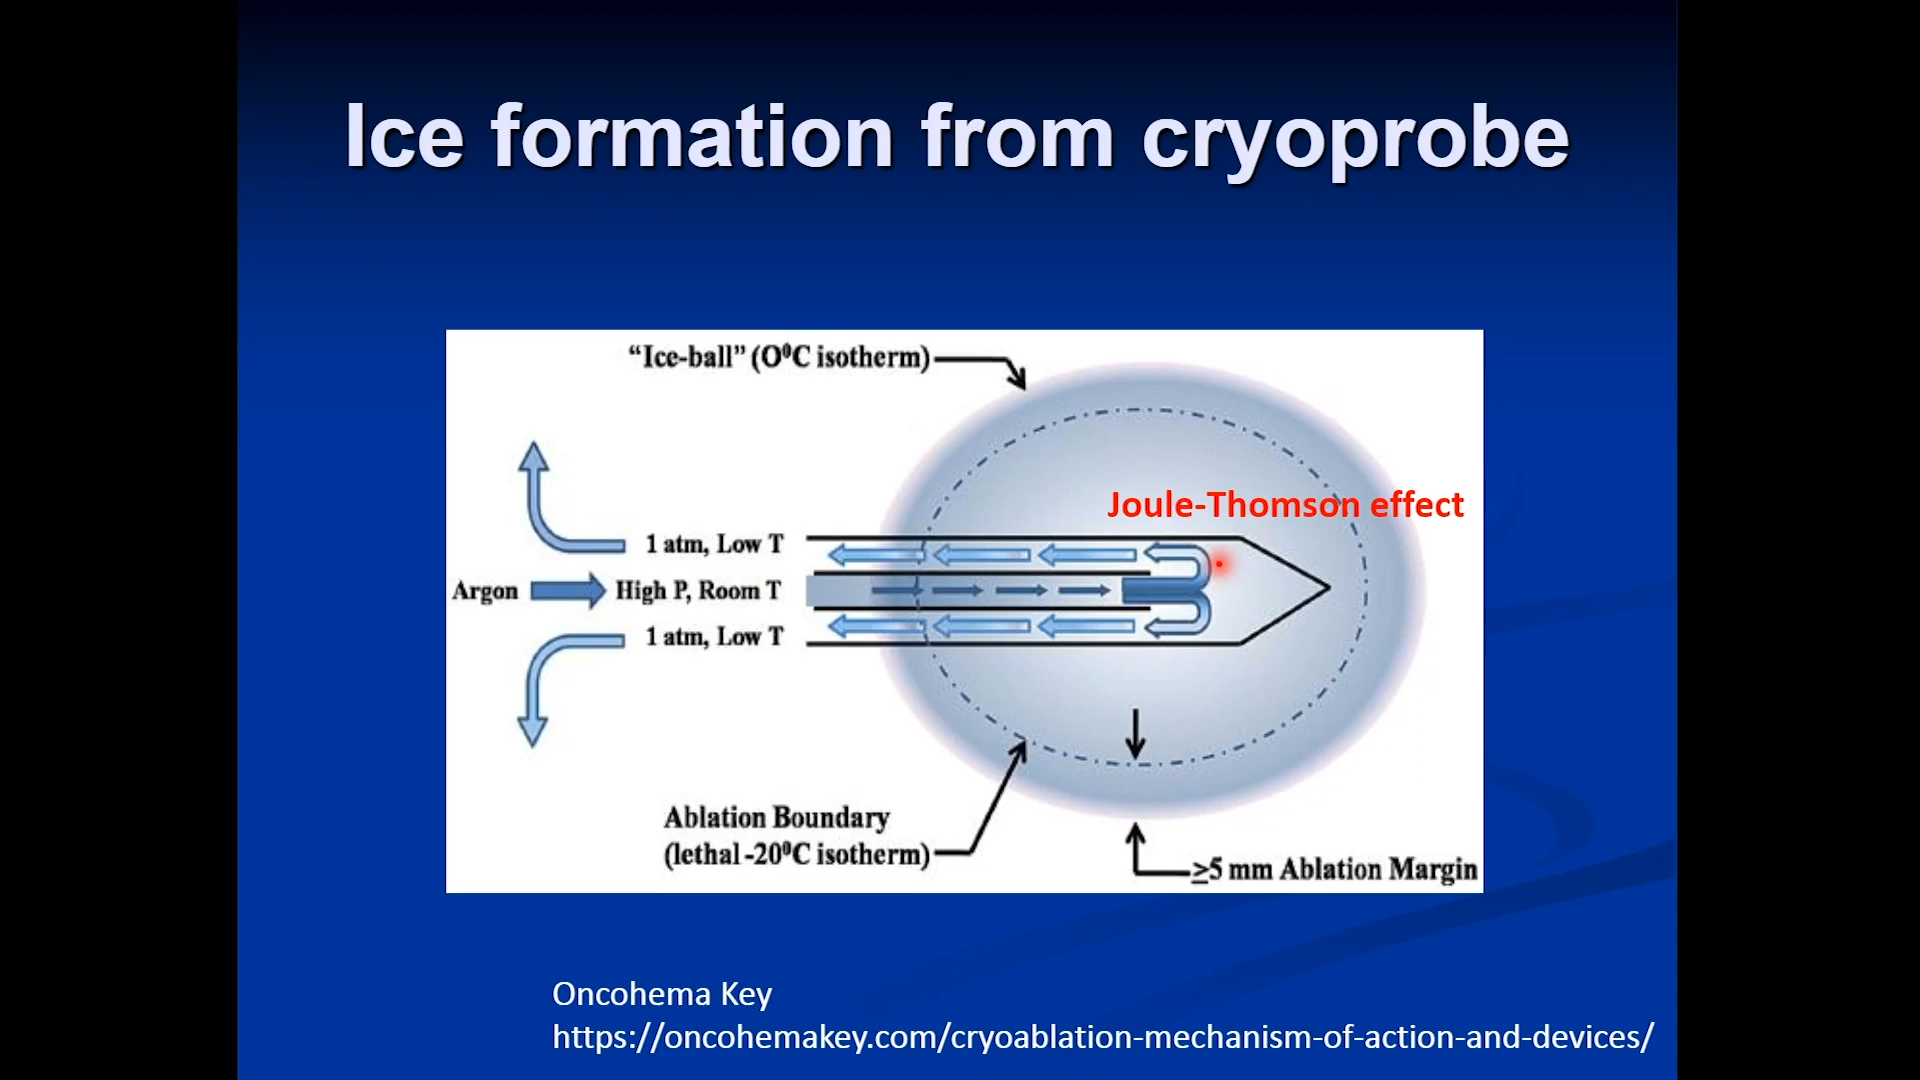 Ice formation from cryoprobe
“Ice-ball” (O⁰C isotherm)
Joule-Thomson effect
1 atm, Low T
Argon High P, Room T
1 atm, Low T
Ablation Boundary
(lethal -20⁰C isotherm)
≥5 mm Ablation Margin
Oncohema Key
https://oncohemakey.com/cryoablation-mechanism-of-action-and-devices/